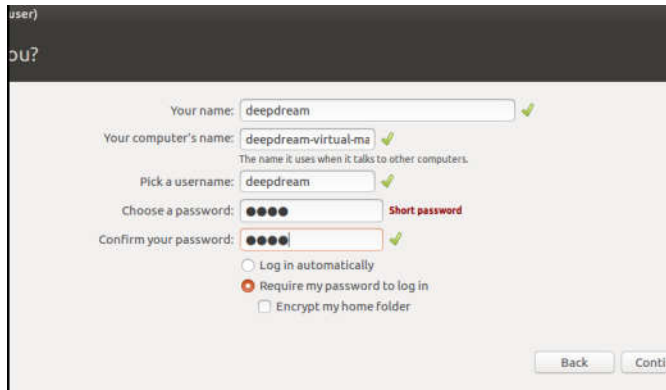 user)
ou?
Your name: deepdream
Your computer's name: deepdream-virtual-ma
The name it uses when it talks to other computers.
Pick a username: deepdream
Choose a password: ●●●● Short password
Confirm your password: ●●●●
Log in automatically
Require my password to log in
Encrypt my home folder
Back Conti